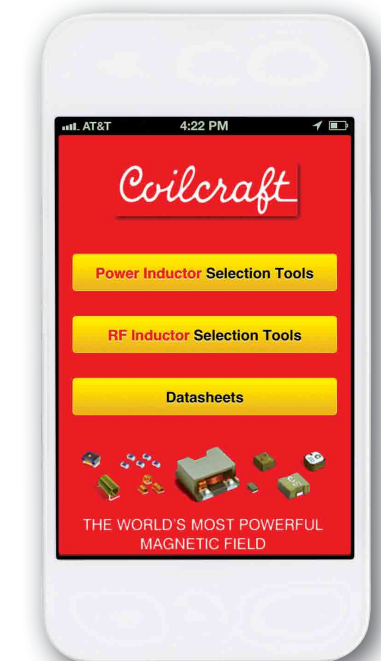 AT&T 4:22 PM
Coilcraft
Power Inductor Selection Tools
RF Inductor Selection Tools
Datasheets
THE WORLD'S MOST POWERFUL
MAGNETIC FIELD